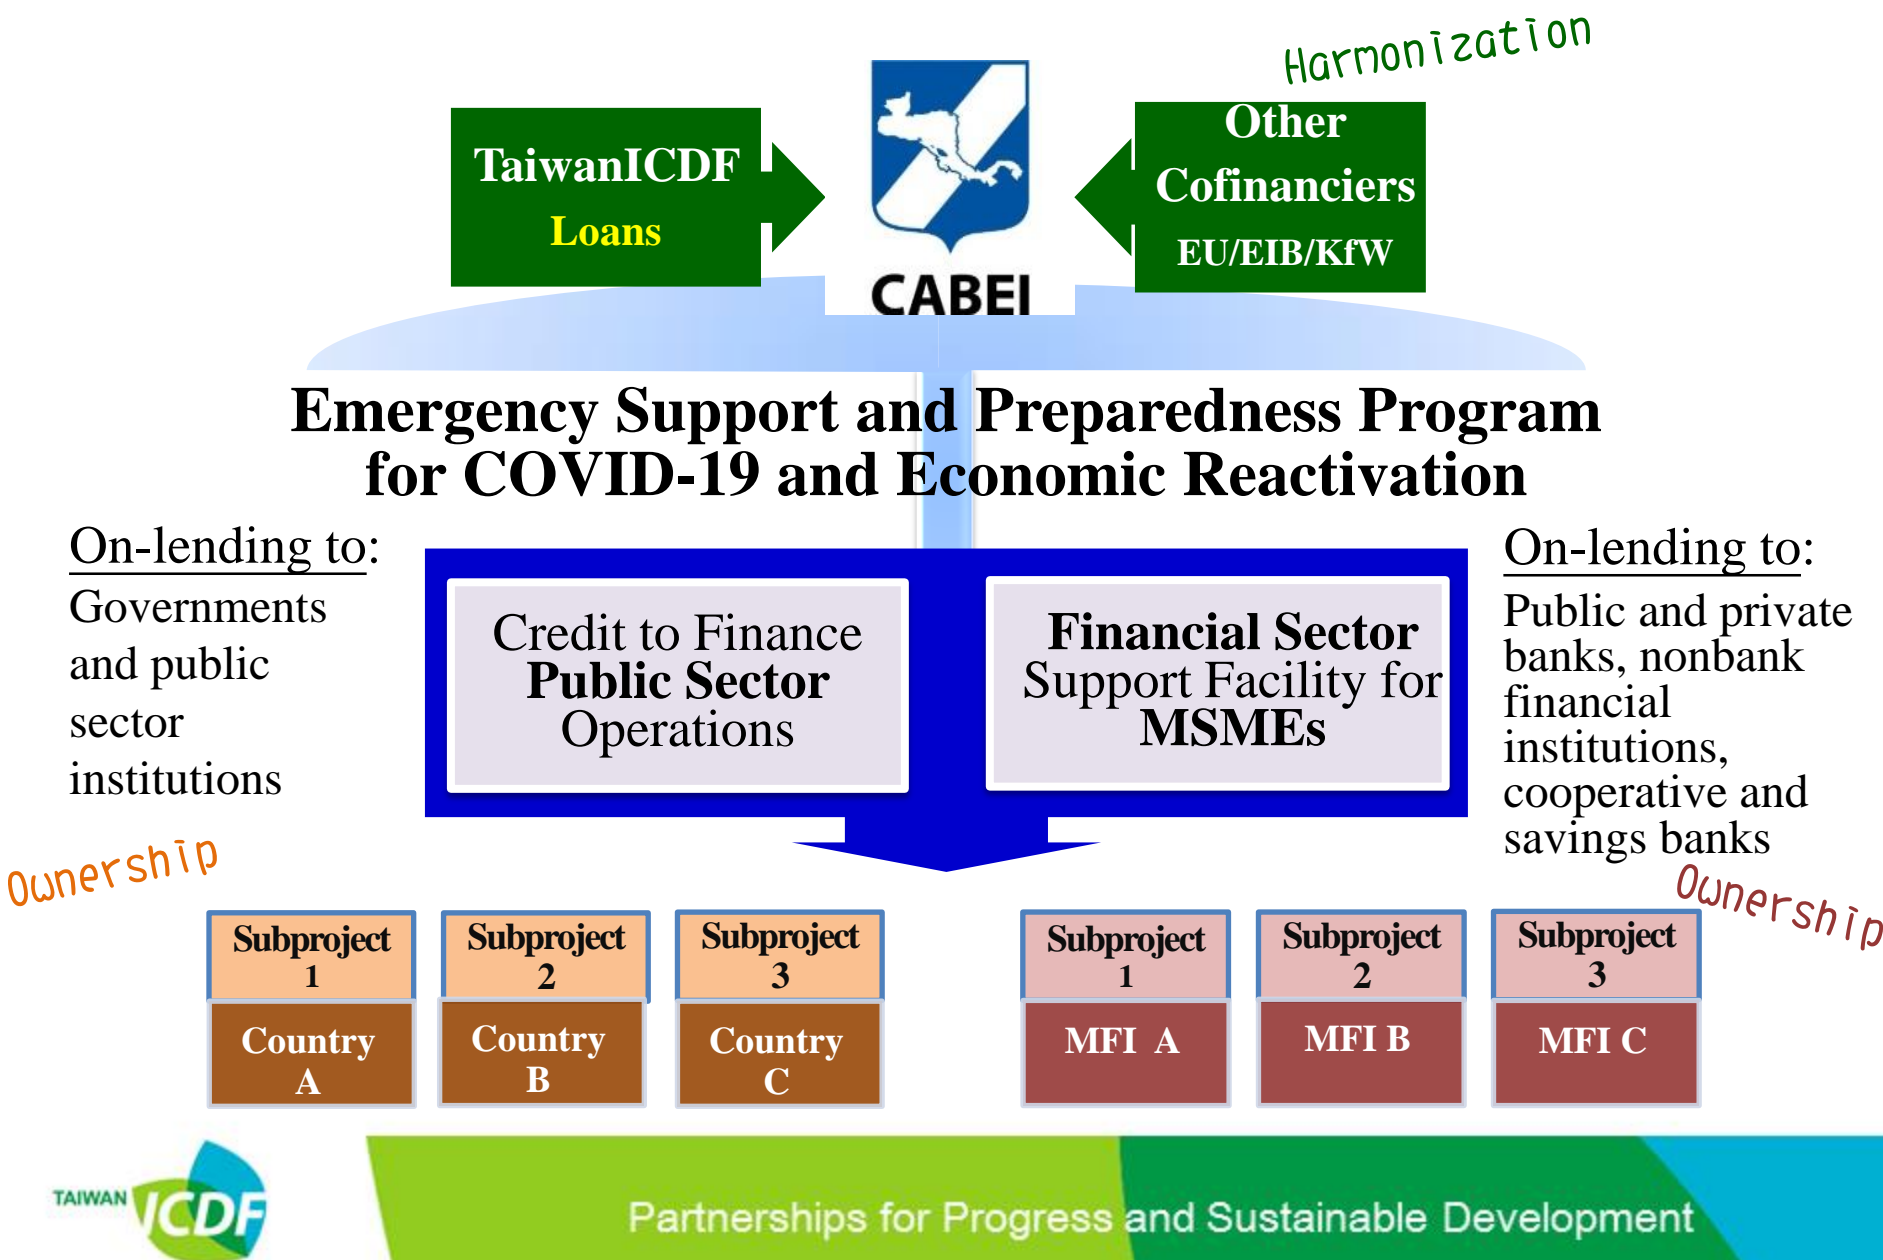 Harmonization
TaiwanICDF
Loans
CABEI
Other
Cofinanciers
EU/EIB/KfW
Emergency Support and Preparedness Program
for COVID-19 and Economic Reactivation
On-lending to:
Governments
and public
sector
institutions
Credit to Finance
Public Sector
Operations
Financial Sector
Support Facility for
MSMEs
On-lending to:
Public and private
banks, nonbank
financial
institutions,
cooperative and
savings banks
Ownership
Ownership
Subproject
1
Country
A
Subproject
2
Country
B
Subproject
3
Country
C
Subproject
1
MFI A
Subproject
2
MFI B
Subproject
3
MFI C
TAIWAN ICDF
Partnerships for Progress and Sustainable Development